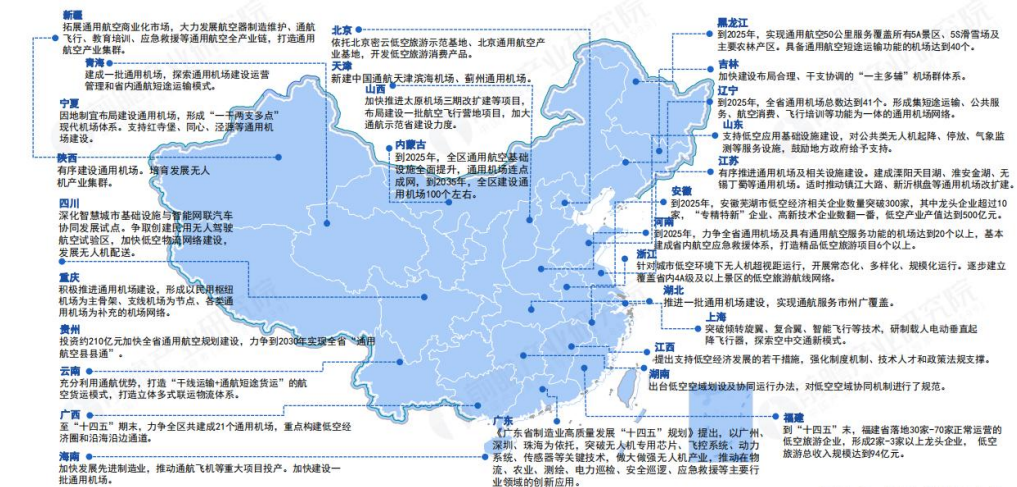 新疆
拓展通用航空商业化市场，大力发展航空器制造维护、通航
飞行、教育培训、应急救援等通用航空全产业链，打造通用
航空产业集群。
青海
建成一批通用机场，探索通用机场建设运营
管理和省内通航短途运输模式。
宁夏
因地制宜布局建设通用机场，形成“一干两支多点”
现代机场体系。支持红寺堡、同心、泾源等通用机
场建设。
陕西
有序建设通用机场。培育发展无人
机产业集群。
四川
深化智慧城市基础设施与智能网联汽车
协同发展试点。争取创建民用无人驾驶
航空试验区，加快低空物流网络建设，
发展无人机配送。
重庆
积极推进通用机场建设，形成以民用枢纽
机场为主骨架、支线机场为节点、各类通用
机场为补充的机场网络。
贵州
投资约210亿元加快全省通用航空规划建设，力争到2030年实现全省“通用
航空县县通”。
云南
充分利用通航优势，打造“干线运输+通航短途货运”的航
空货运模式，打造立体多式联运物流体系。
广西
至“十四五”期末，力争全区共建成21个通用机场，重点构建低空经
济圈和沿海沿边通道。
海南
加快发展先进制造业，推动通航飞机等重大项目投产。加快建设一
批通用机场。
北京
依托北京密云低空旅游示范基地、北京通用航空产
业基地，开发低空旅游消费产品。
天津
新建中国通航天津滨海机场、蓟州通用机场。
山西
加快推进太原机场三期改扩建等项目，
布局建设一批航空飞行营地项目，加大
通航示范省建设力度。
内蒙古
到2025年，全区通用航空基础
设施全面提升，通用机场连点
成网，到2035年，全区建设通
用机场100个左右。
黑龙江
到2025年，实现通用航空50公里服务覆盖所有5A景区、5S滑雪场及
主要农林产区。具备通用航空短途运输功能的机场达到40个。
吉林
加快建设布局合理、干支协调的“一主多辅”机场群体系。
辽宁
到2025年，全省通用机场总数达到41个。形成集短途运输、公共服
务、航空消费、飞行培训等功能为一体的通用机场网络。
山东
支持低空应用基础设施建设，对公共类无人机起降、停放、气象监
测等服务设施，鼓励地方政府给予支持。
江苏
有序推进通用机场及相关设施建设。建成溧阳天目湖、淮安金湖、无
锡丁蜀等通用机场。适时推动镇江大路、新沂棋盘等通用机场改扩建。
安徽
到2025年，安徽芜湖市低空经济相关企业数量突破300家，其中龙头企业超过10
家，“专精特新”企业、高新技术企业数翻一番，低空产业产值达到500亿元。
河南
到2025年，力争全省通用机场及具有通用航空服务功能的机场达到20个以上，基本
建成省内航空应急救援体系，打造精品低空旅游项目6个以上。
浙江
针对城市低空环境下无人机超视距运行，开展常态化、多样化、规模化运行。逐步建立
覆盖省内4A级及以上景区的低空旅游航线网络。
湖北
推进一批通用机场建设，实现通航服务市州广覆盖。
上海
突破倾转旋翼、复合翼、智能飞行等技术，研制载人电动垂直起
降飞行器，探索空中交通新模式。
江西
提出支持低空经济发展的若干措施，强化制度机制、技术人才和政策法规支撑。
湖南
出台低空空域划设及协同运行办法，对低空空域协同机制进行了规范。
福建
到“十四五”末，福建省落地30家-70家正常运营的
低空旅游企业，形成2家-3家以上龙头企业， 低空
旅游总收入规模达到94亿元。
广东
《广东省制造业高质量发展“十四五”规划》提出，以广州、
深圳、珠海为依托，突破无人机专用芯片、飞控系统、动力
系统、传感器等关键技术，做大做强无人机产业，推动在物
流、农业、测绘、电力巡检、安全巡逻、应急救援等主要行
业领域的创新应用。